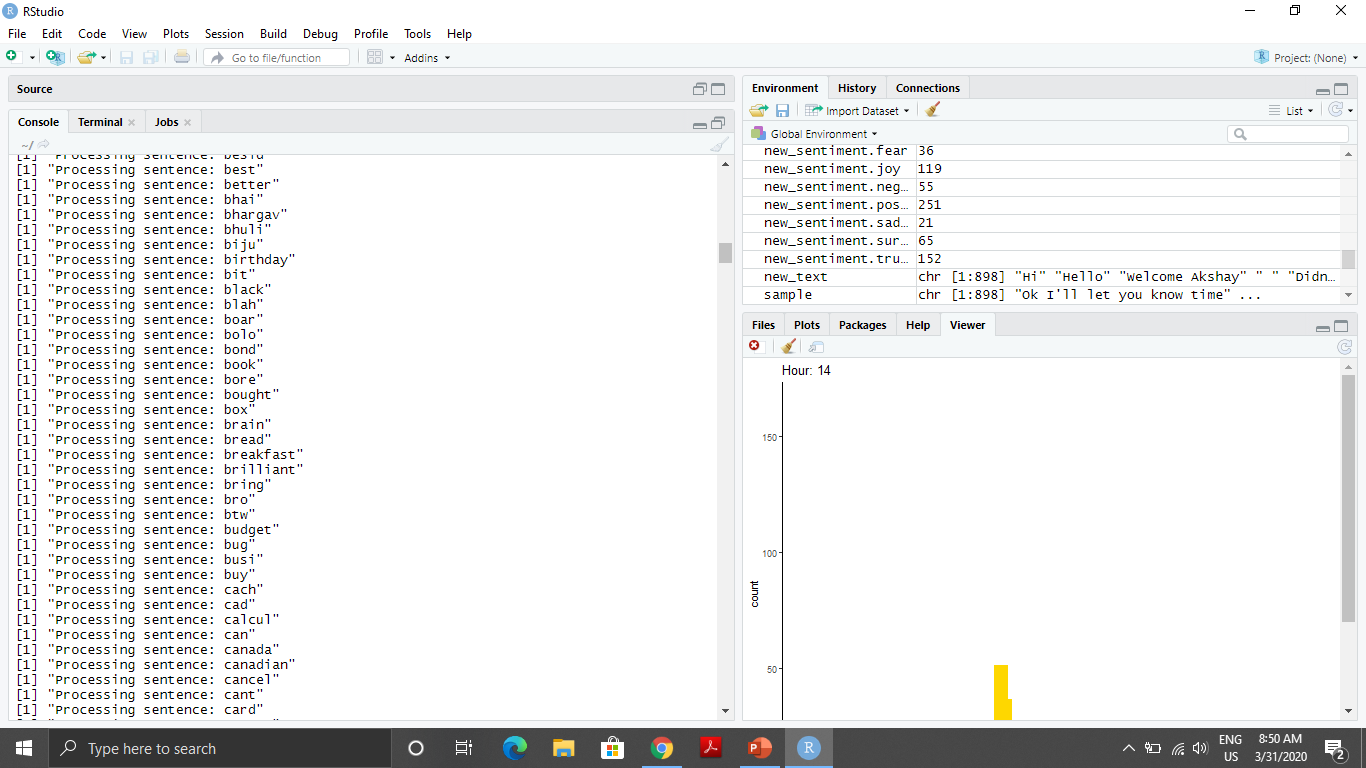 RStudio
File Edit Code View Plots Session Build Debug Profile Tools Help
Go to file/function Addins Project: (None)
Source
Console Terminal Jobs
~/
[1] "Processing sentence: besid"
[1] "Processing sentence: best"
[1] "Processing sentence: better"
[1] "Processing sentence: bhai"
[1] "Processing sentence: bhargav"
[1] "Processing sentence: bhuli"
[1] "Processing sentence: biju"
[1] "Processing sentence: birthday"
[1] "Processing sentence: bit"
[1] "Processing sentence: black"
[1] "Processing sentence: blah"
[1] "Processing sentence: boar"
[1] "Processing sentence: bolo"
[1] "Processing sentence: bond"
[1] "Processing sentence: book"
[1] "Processing sentence: bore"
[1] "Processing sentence: bought"
[1] "Processing sentence: box"
[1] "Processing sentence: brain"
[1] "Processing sentence: bread"
[1] "Processing sentence: breakfast"
[1] "Processing sentence: brilliant"
[1] "Processing sentence: bring"
[1] "Processing sentence: bro"
[1] "Processing sentence: btw"
[1] "Processing sentence: budget"
[1] "Processing sentence: bug"
[1] "Processing sentence: busi"
[1] "Processing sentence: buy"
[1] "Processing sentence: cach"
[1] "Processing sentence: cad"
[1] "Processing sentence: calcul"
[1] "Processing sentence: can"
[1] "Processing sentence: canada"
[1] "Processing sentence: canadian"
[1] "Processing sentence: cancel"
[1] "Processing sentence: cant"
[1] "Processing sentence: card"
Environment History Connections
Import Dataset List
Global Environment
new_sentiment.fear 36
new_sentiment.joy 119
new_sentiment.neg… 55
new_sentiment.pos… 251
new_sentiment.sad… 21
new_sentiment.sur… 65
new_sentiment.tru… 152
new_text chr [1:898] "Hi" "Hello" "Welcome Akshay" " " "Didn…
sample chr [1:898] "Ok I'll let you know time" ...
Files Plots Packages Help Viewer
Hour: 14
150
100
count
50
Type here to search
ENG
US
8:50 AM
3/31/2020
2